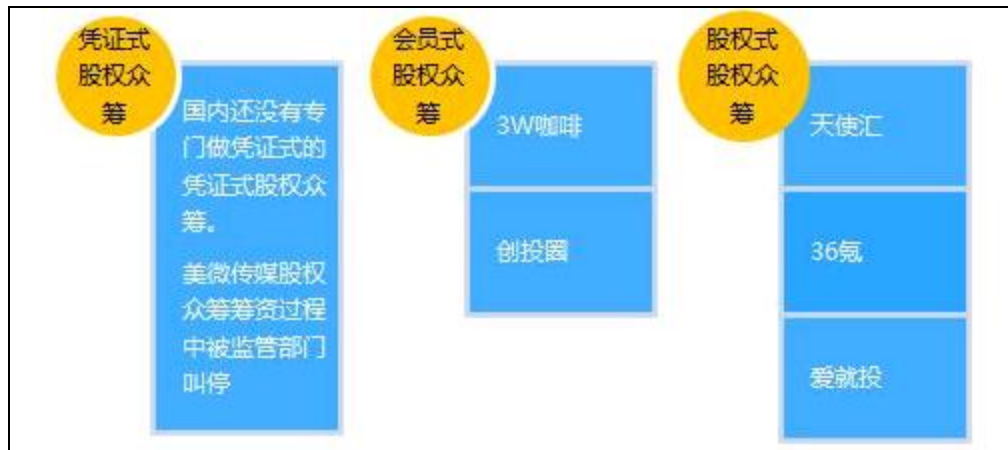 凭证式
股权众
筹
国内还没有专
门做凭证式的
凭证式股权众
筹。
美微传媒股权
众筹筹资过程
中被监管部门
叫停
会员式
股权众
筹
3W咖啡
创投圈
股权式
股权众
筹
天使汇
36氪
爱就投